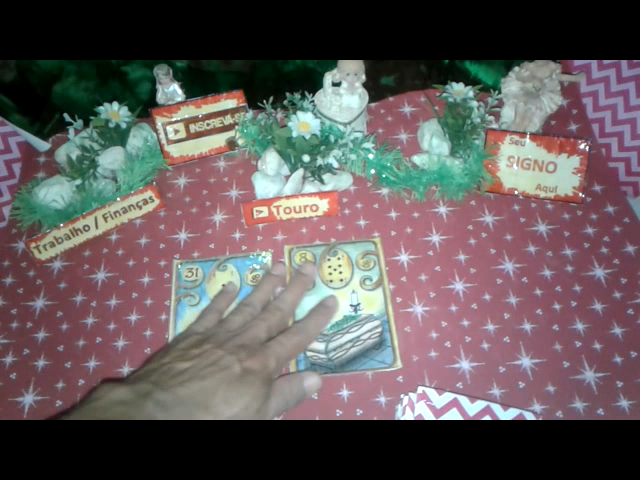 INSCREVA-SE
Seu
SIGNO
Aqui
Trabalho / Finanças
Touro
31
8